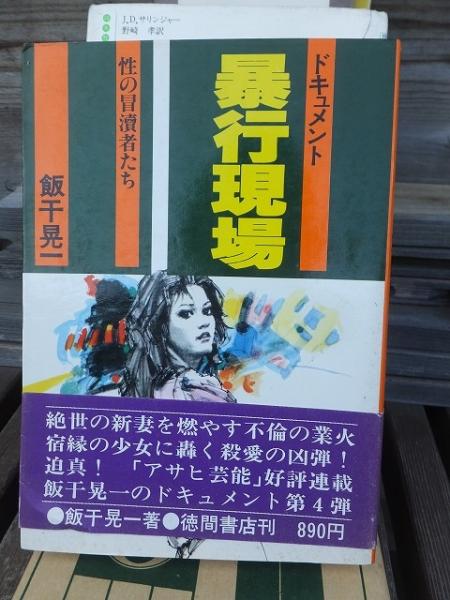 J.D.サリンジャー
野崎 孝訳
ドキュメント
暴行現場
性の冒瀆者たち
飯干晃一
絶世の新妻を燃やす不倫の業火
宿縁の少女に轟く殺愛の凶弾!
迫真! 「アサヒ芸能」好評連載
飯干晃一のドキュメント第4弾
●飯干晃一著●徳間書店刊 890円